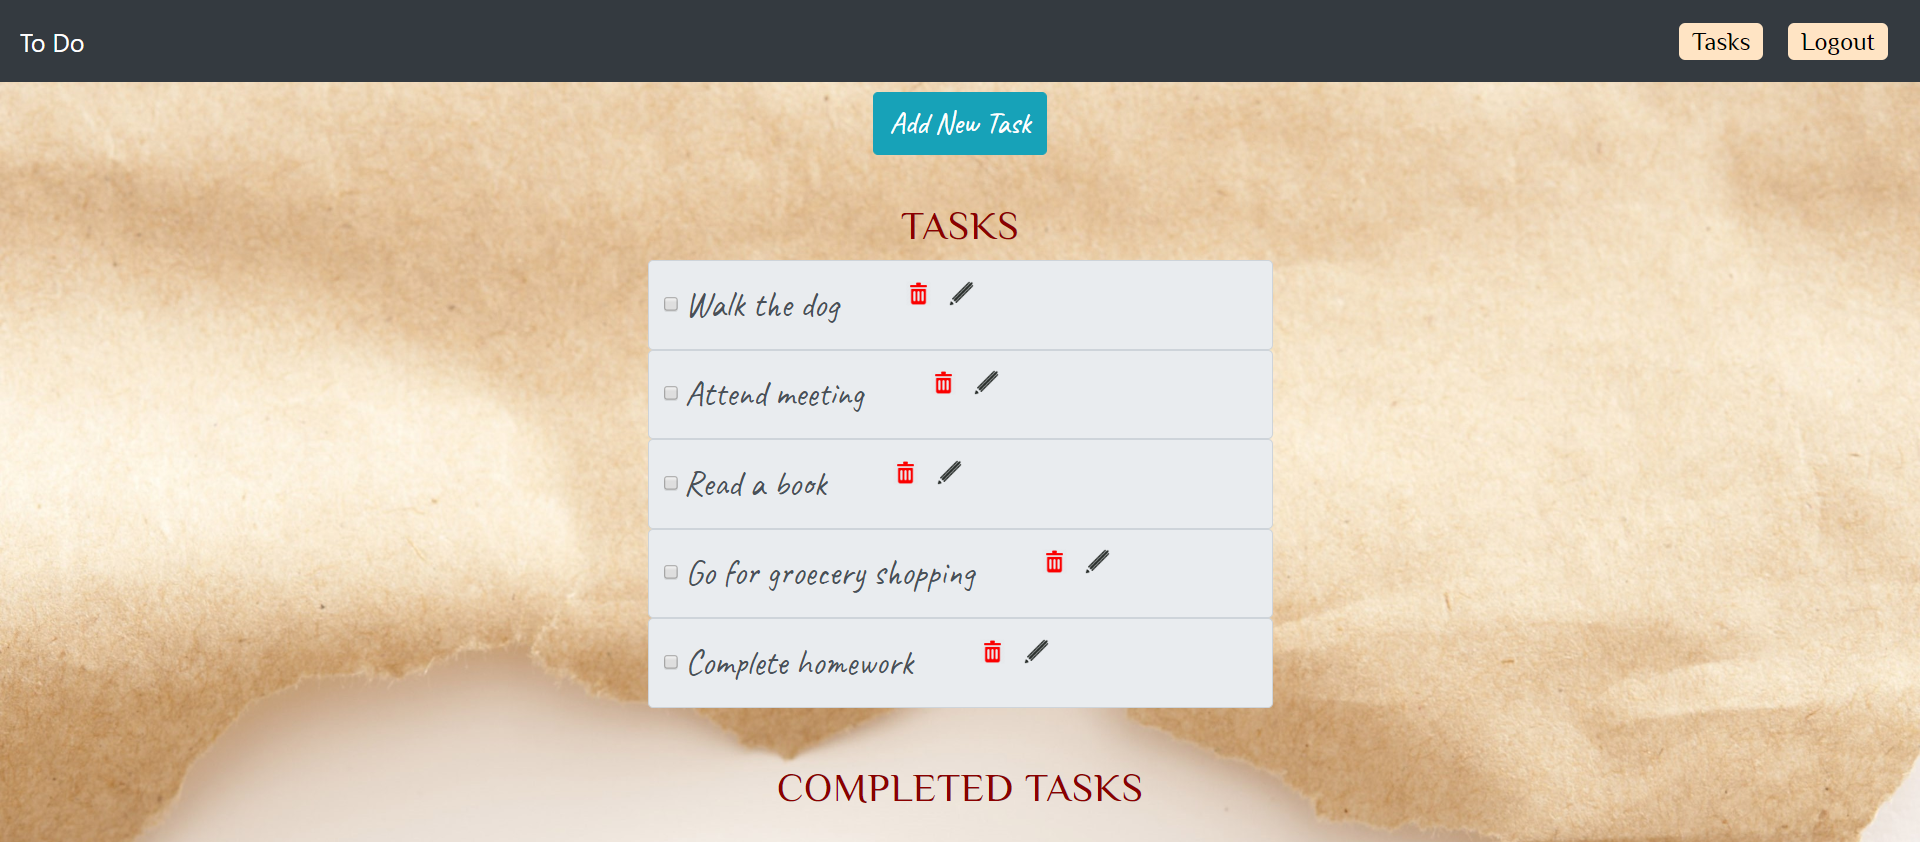 To Do
Tasks
Logout
Add New Task
TASKS
Walk the dog
Attend meeting
Read a book
Go for groecery shopping
Complete homework
COMPLETED TASKS